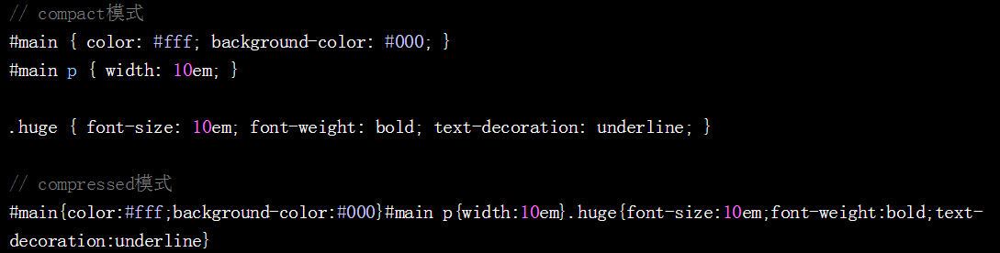 // compact模式
#main { color: #fff; background-color: #000; }
#main p { width: 10em; }
.huge { font-size: 10em; font-weight: bold; text-decoration: underline; }
// compressed模式
#main{color:#fff;background-color:#000}#main p{width:10em}.huge{font-size:10em;font-weight:bold;text-
decoration:underline}